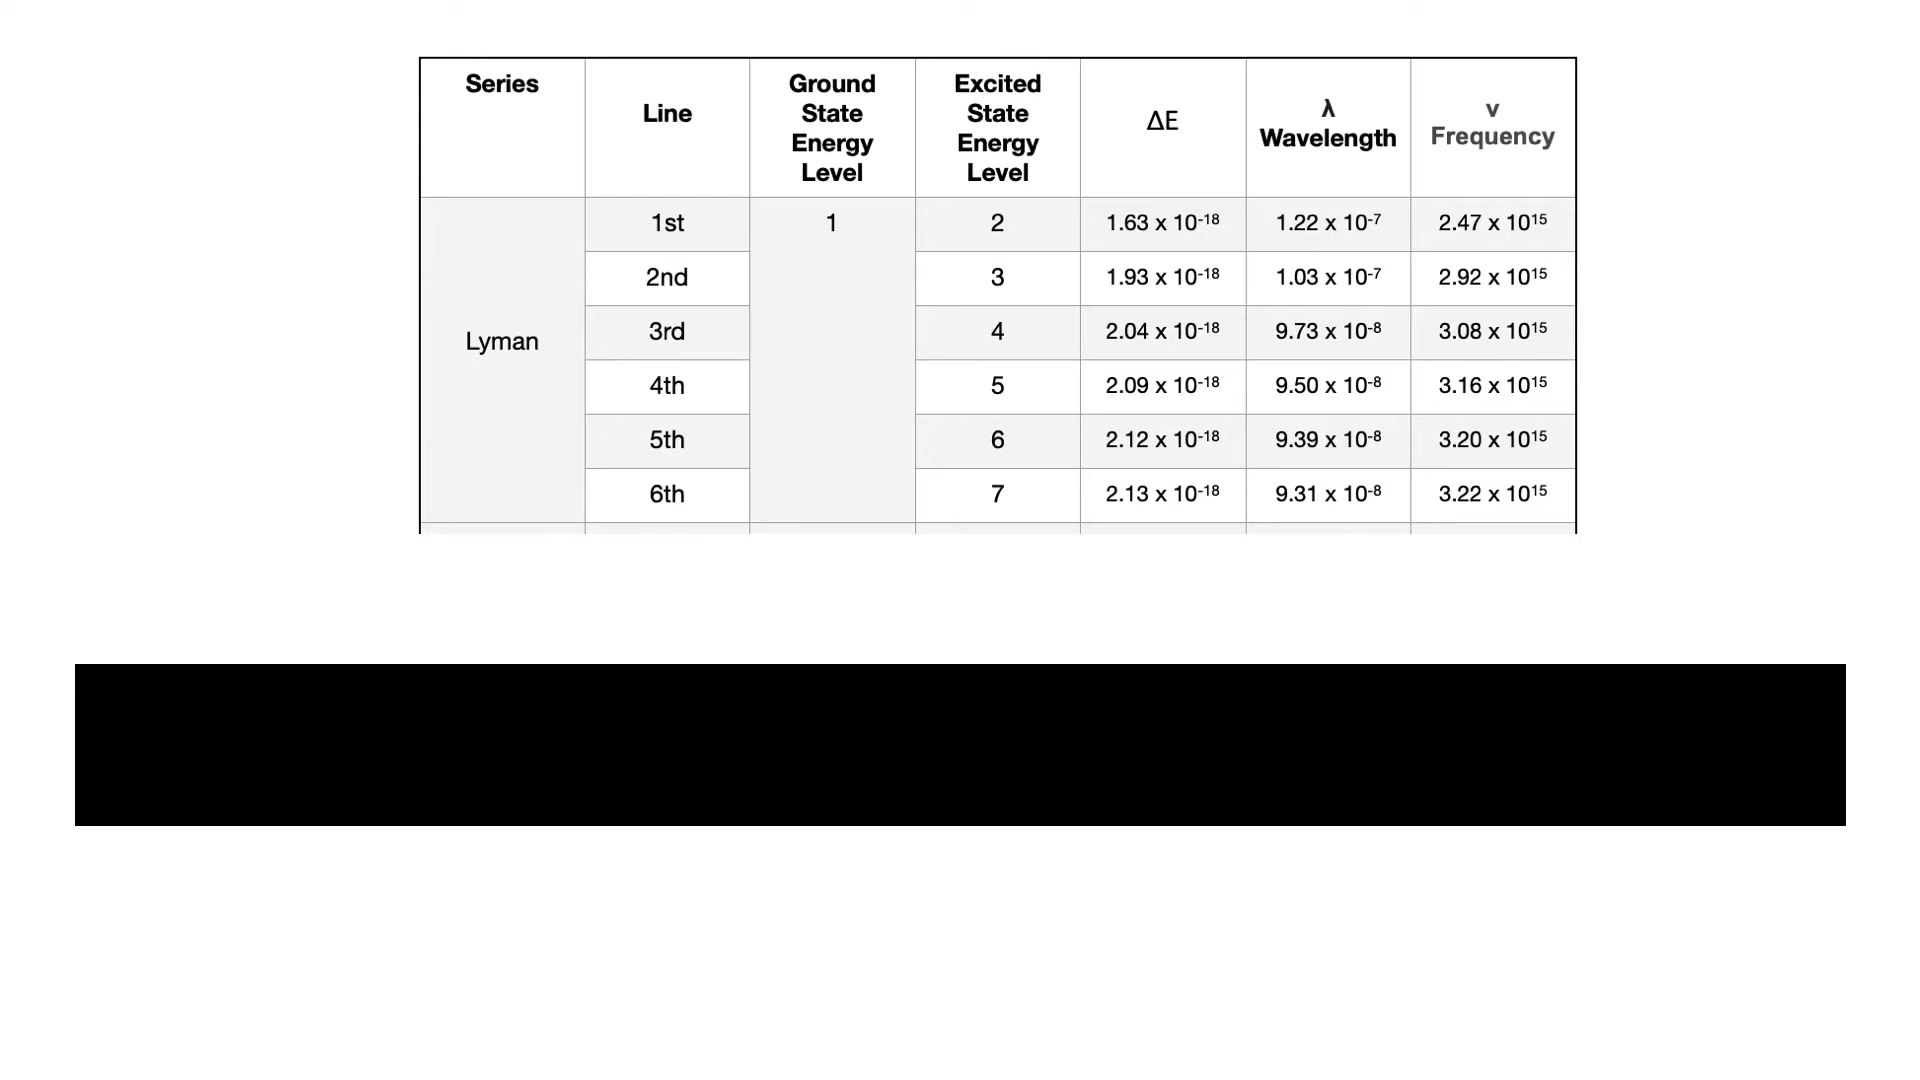 Series Line Ground State Energy Level Excited State Energy Level ΔE λ Wavelength v Frequency
Lyman
1st 1 2 1.63 x 10⁻¹⁸ 1.22 x 10⁻⁷ 2.47 x 10¹⁵
2nd 3 1.93 x 10⁻¹⁸ 1.03 x 10⁻⁷ 2.92 x 10¹⁵
3rd 4 2.04 x 10⁻¹⁸ 9.73 x 10⁻⁸ 3.08 x 10¹⁵
4th 5 2.09 x 10⁻¹⁸ 9.50 x 10⁻⁸ 3.16 x 10¹⁵
5th 6 2.12 x 10⁻¹⁸ 9.39 x 10⁻⁸ 3.20 x 10¹⁵
6th 7 2.13 x 10⁻¹⁸ 9.31 x 10⁻⁸ 3.22 x 10¹⁵